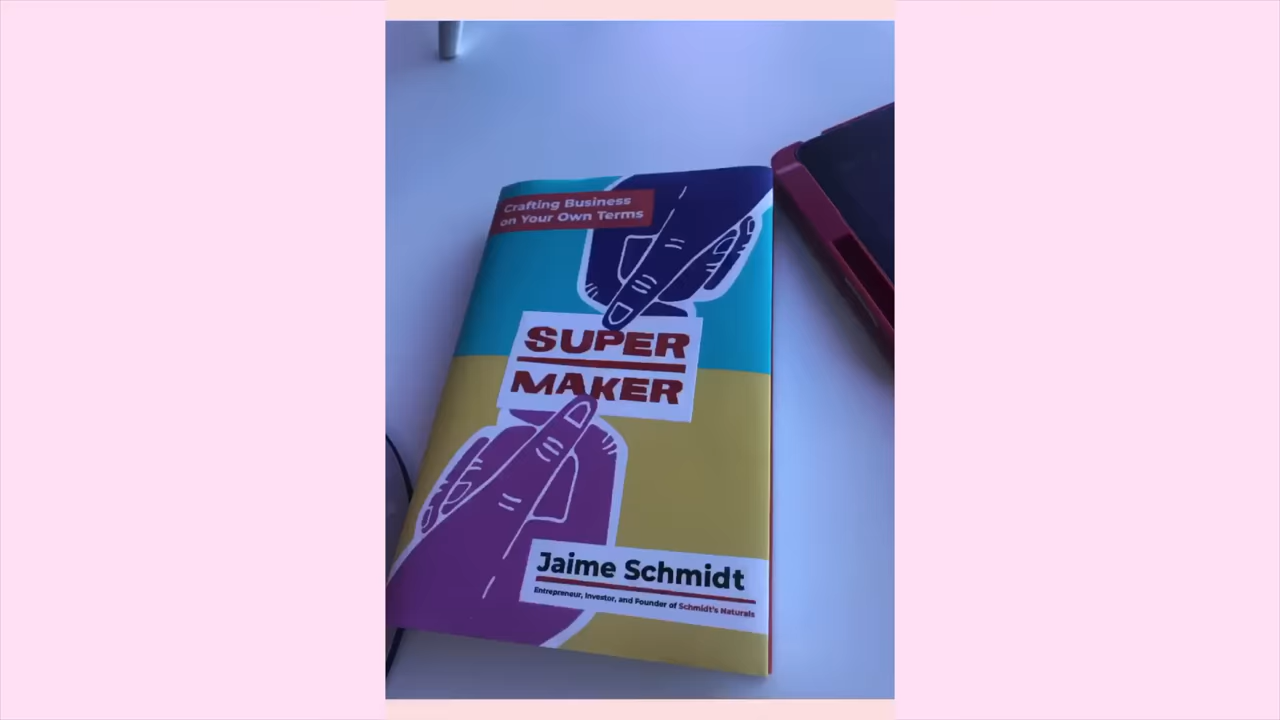 Crafting Business
on Your Own Terms
SUPER
MAKER
Jaime Schmidt
Entrepreneur, Investor, and Founder of Schmidt's Naturals